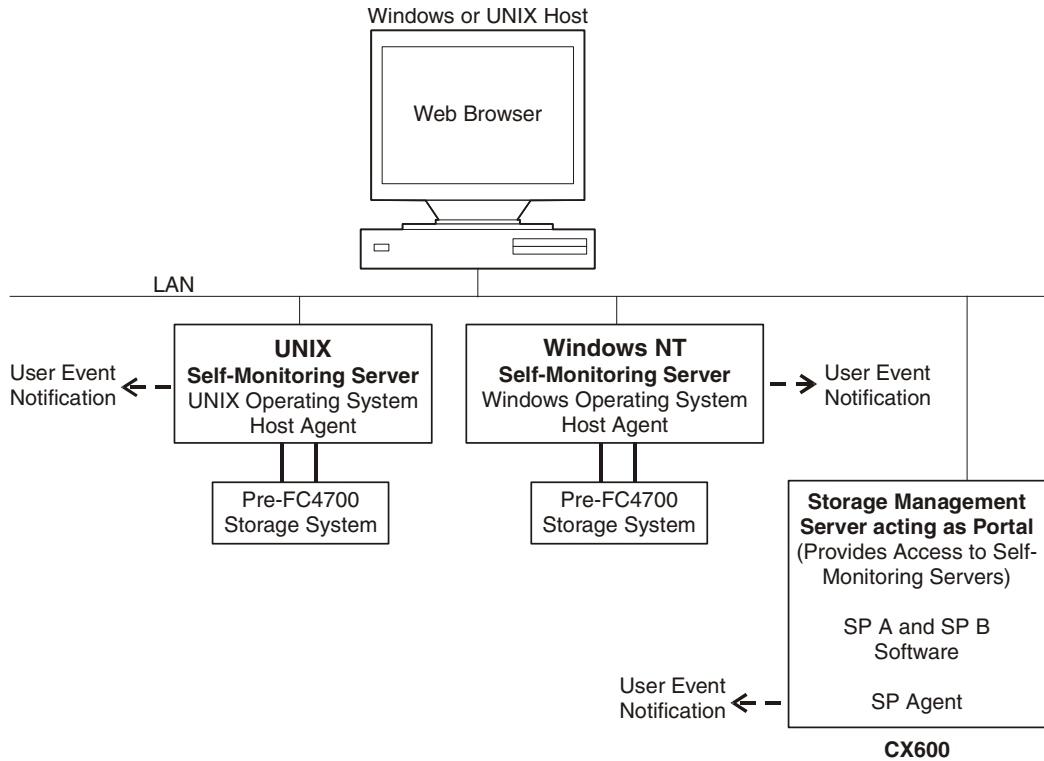 Windows or UNIX Host
Web Browser
LAN
UNIX
Self-Monitoring Server
UNIX Operating System
Host Agent
User Event
Notification
Pre-FC4700
Storage System
Windows NT
Self-Monitoring Server
Windows Operating System
Host Agent
User Event
Notification
Pre-FC4700
Storage System
Storage Management
Server acting as Portal
(Provides Access to Self-
Monitoring Servers)
SP A and SP B
Software
SP Agent
User Event
Notification
CX600